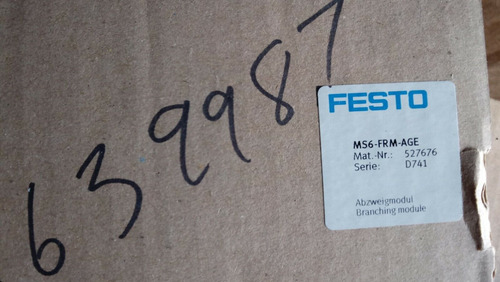 639987
FESTO
MS6-FRM-AGE
Mat.-Nr.: 527676
Serie: D741
Abzweigmodul
Branching module